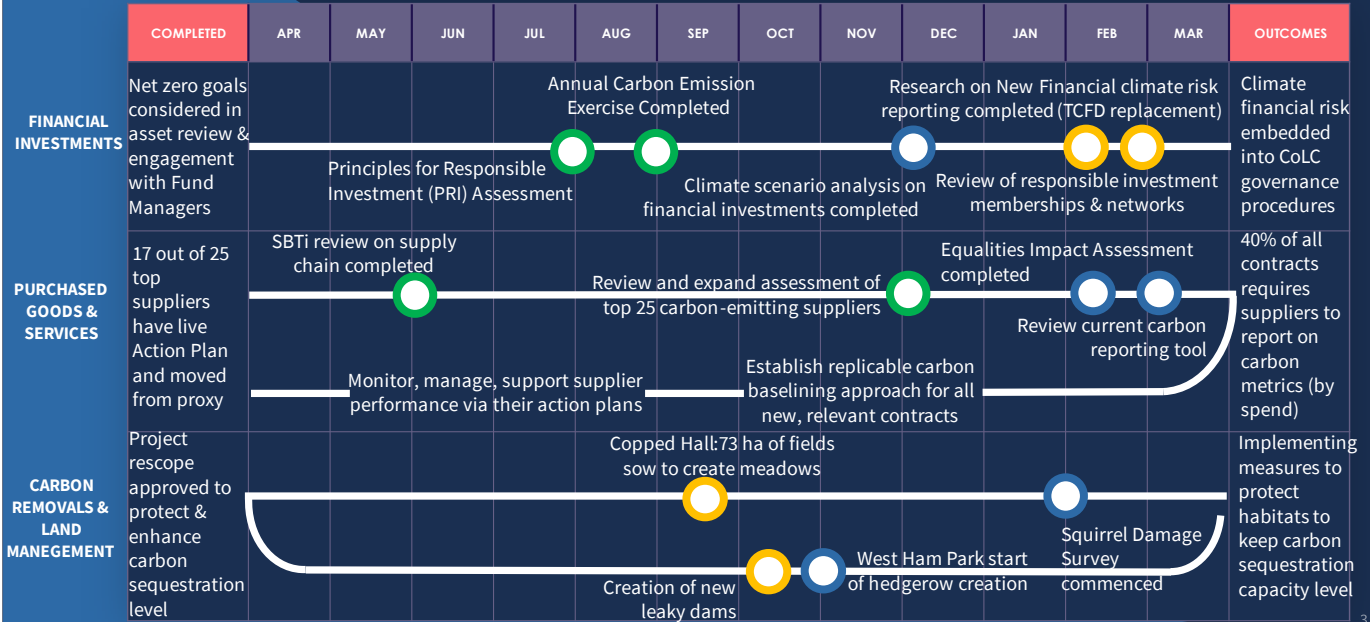 COMPLETED
APR
MAY
JUN
JUL
AUG
SEP
OCT
NOV
DEC
JAN
FEB
MAR
OUTCOMES
FINANCIAL
INVESTMENTS
Net zero goals
considered in
asset review &
engagement
with Fund
Managers
Annual Carbon Emission
Exercise Completed
Research on New Financial climate risk
reporting completed (TCFD replacement)
Principles for Responsible
Investment (PRI) Assessment
Climate scenario analysis on
financial investments completed
Review of responsible investment
memberships & networks
Climate
financial risk
embedded
into CoLC
governance
procedures
PURCHASED
GOODS &
SERVICES
17 out of 25
top
suppliers
have live
Action Plan
and moved
from proxy
SBTi review on supply
chain completed
Review and expand assessment of
top 25 carbon-emitting suppliers
Equalities Impact Assessment
completed
Review current carbon
reporting tool
Monitor, manage, support supplier
performance via their action plans
Establish replicable carbon
baselining approach for all
new, relevant contracts
40% of all
contracts
requires
suppliers to
report on
carbon
metrics (by
spend)
CARBON
REMOVALS &
LAND
MANEGEMENT
Project
rescope
approved to
protect &
enhance
carbon
sequestration
level
Copped Hall:73 ha of fields
sow to create meadows
Creation of new
leaky dams
West Ham Park start
of hedgerow creation
Squirrel Damage
Survey
commenced
Implementing
measures to
protect
habitats to
keep carbon
sequestration
capacity level
3